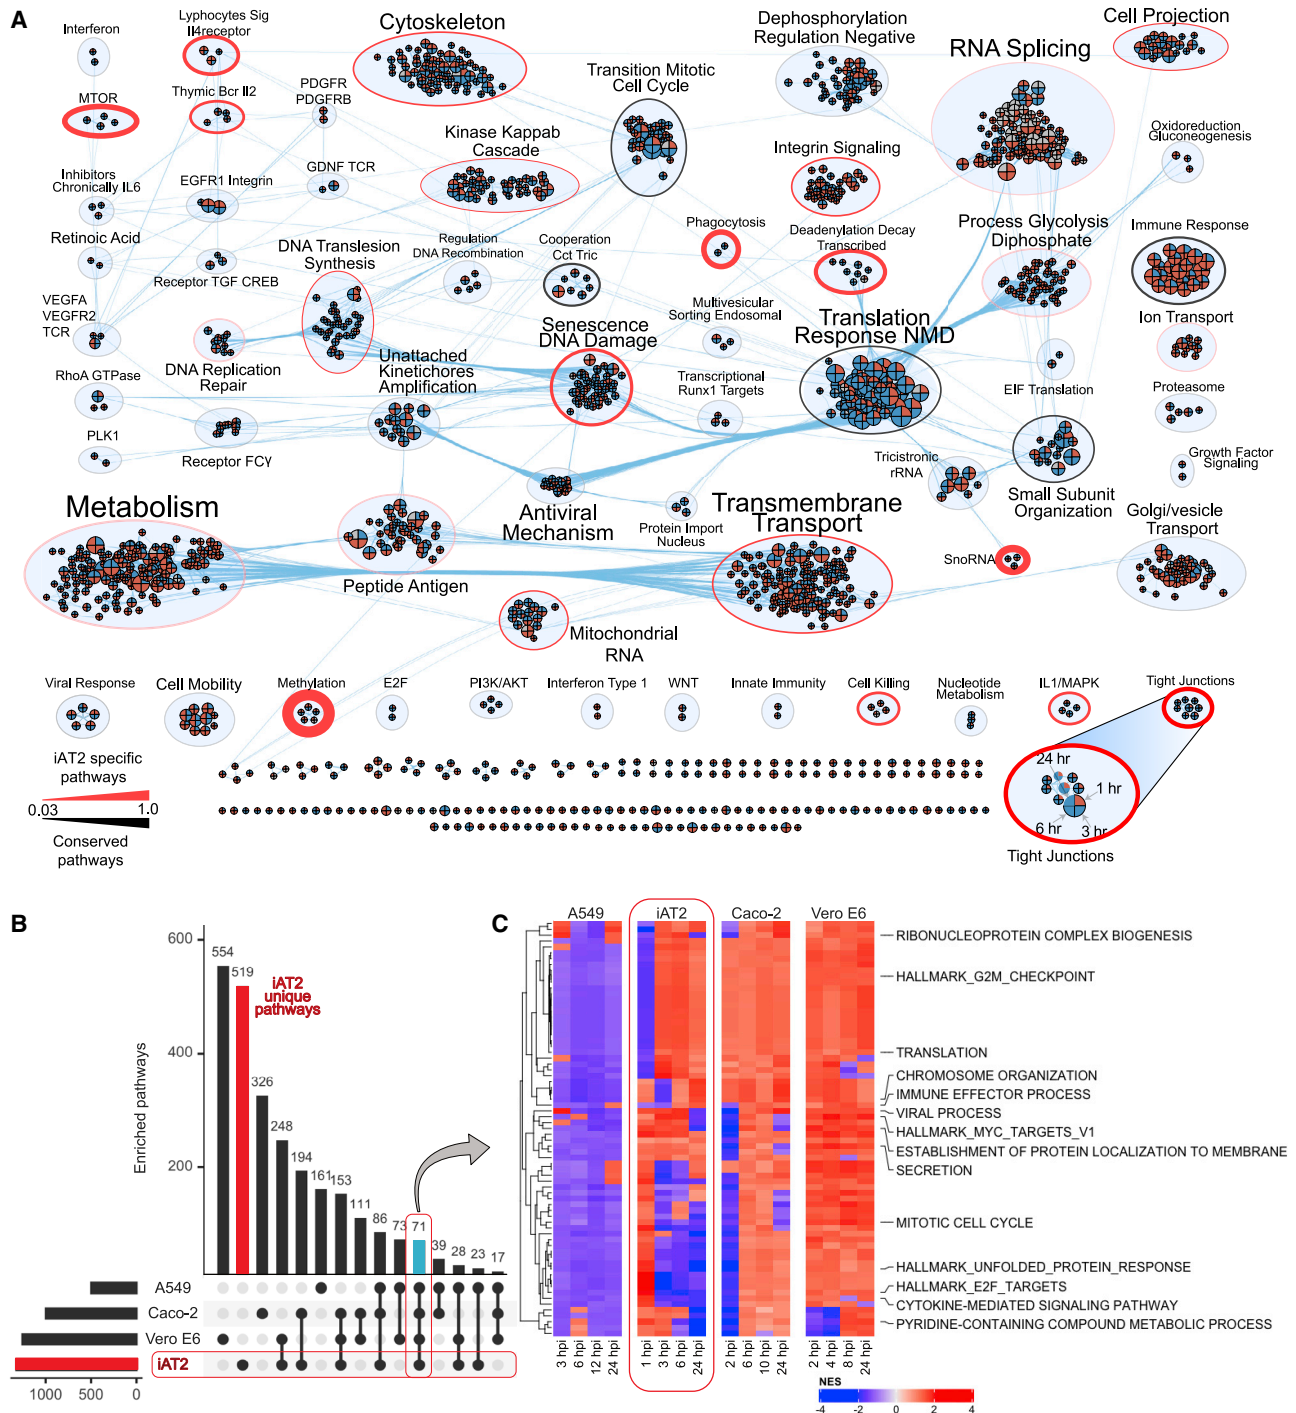 A
Interferon
Lyphocytes Sig
Il4receptor
Cytoskeleton
Dephosphorylation
Regulation Negative
Cell Projection
RNA Splicing
Transition Mitotic
Cell Cycle
MTOR
Thymic Bcr Il2
PDGFR
PDGFRB
Kinase Kappab
Cascade
Integrin Signaling
Oxidoreduction
Gluconeogenesis
Inhibitors
Chronically IL6
EGFR1 Integrin
GDNF TCR
Retinoic Acid
DNA Translesion
Synthesis
Regulation
DNA Recombination
Cooperation
Cct Tric
Phagocytosis
Deadenylation Decay
Transcribed
Process Glycolysis
Diphosphate
Immune Response
Receptor TGF CREB
VEGFA
VEGFR2
TCR
Senescence
DNA Damage
Multivesicular
Sorting Endosomal
Translation
Response NMD
Ion Transport
DNA Replication
Repair
Unattached
Kinetichores
Amplification
RhoA GTPase
Transcriptional
Runx1 Targets
EIF Translation
Proteasome
PLK1
Receptor FCγ
Tricistronic
rRNA
Growth Factor
Signaling
Metabolism
Antiviral
Mechanism
Protein Import
Nucleus
Transmembrane
Transport
Small Subunit
Organization
Golgi/vesicle
Transport
SnoRNA
Peptide Antigen
Mitochondrial
RNA
Viral Response
Cell Mobility
Methylation
E2F
PI3K/AKT
Interferon Type 1
WNT
Innate Immunity
Cell Killing
Nucleotide
Metabolism
IL1/MAPK
Tight Junctions
iAT2 specific
pathways
0.03
1.0
Conserved
pathways
24 hr
1 hr
6 hr
3 hr
Tight Junctions
B
Enriched pathways
600
400
200
554
519
326
248
194
161
153
111
86
73
71
39
28
23
17
iAT2
unique
pathways
A549
Caco-2
Vero E6
iAT2
1000
500
0
C
A549
iAT2
Caco-2
Vero E6
RIBONUCLEOPROTEIN COMPLEX BIOGENESIS
HALLMARK_G2M_CHECKPOINT
TRANSLATION
CHROMOSOME ORGANIZATION
IMMUNE EFFECTOR PROCESS
VIRAL PROCESS
HALLMARK_MYC_TARGETS_V1
ESTABLISHMENT OF PROTEIN LOCALIZATION TO MEMBRANE
SECRETION
MITOTIC CELL CYCLE
HALLMARK_UNFOLDED_PROTEIN_RESPONSE
HALLMARK_E2F_TARGETS
CYTOKINE-MEDIATED SIGNALING PATHWAY
PYRIDINE-CONTAINING COMPOUND METABOLIC PROCESS
3 hpi
6 hpi
12 hpi
24 hpi
1 hpi
3 hpi
6 hpi
24 hpi
2 hpi
6 hpi
10 hpi
24 hpi
2 hpi
4 hpi
8 hpi
24 hpi
NES
-4
-2
0
2
4